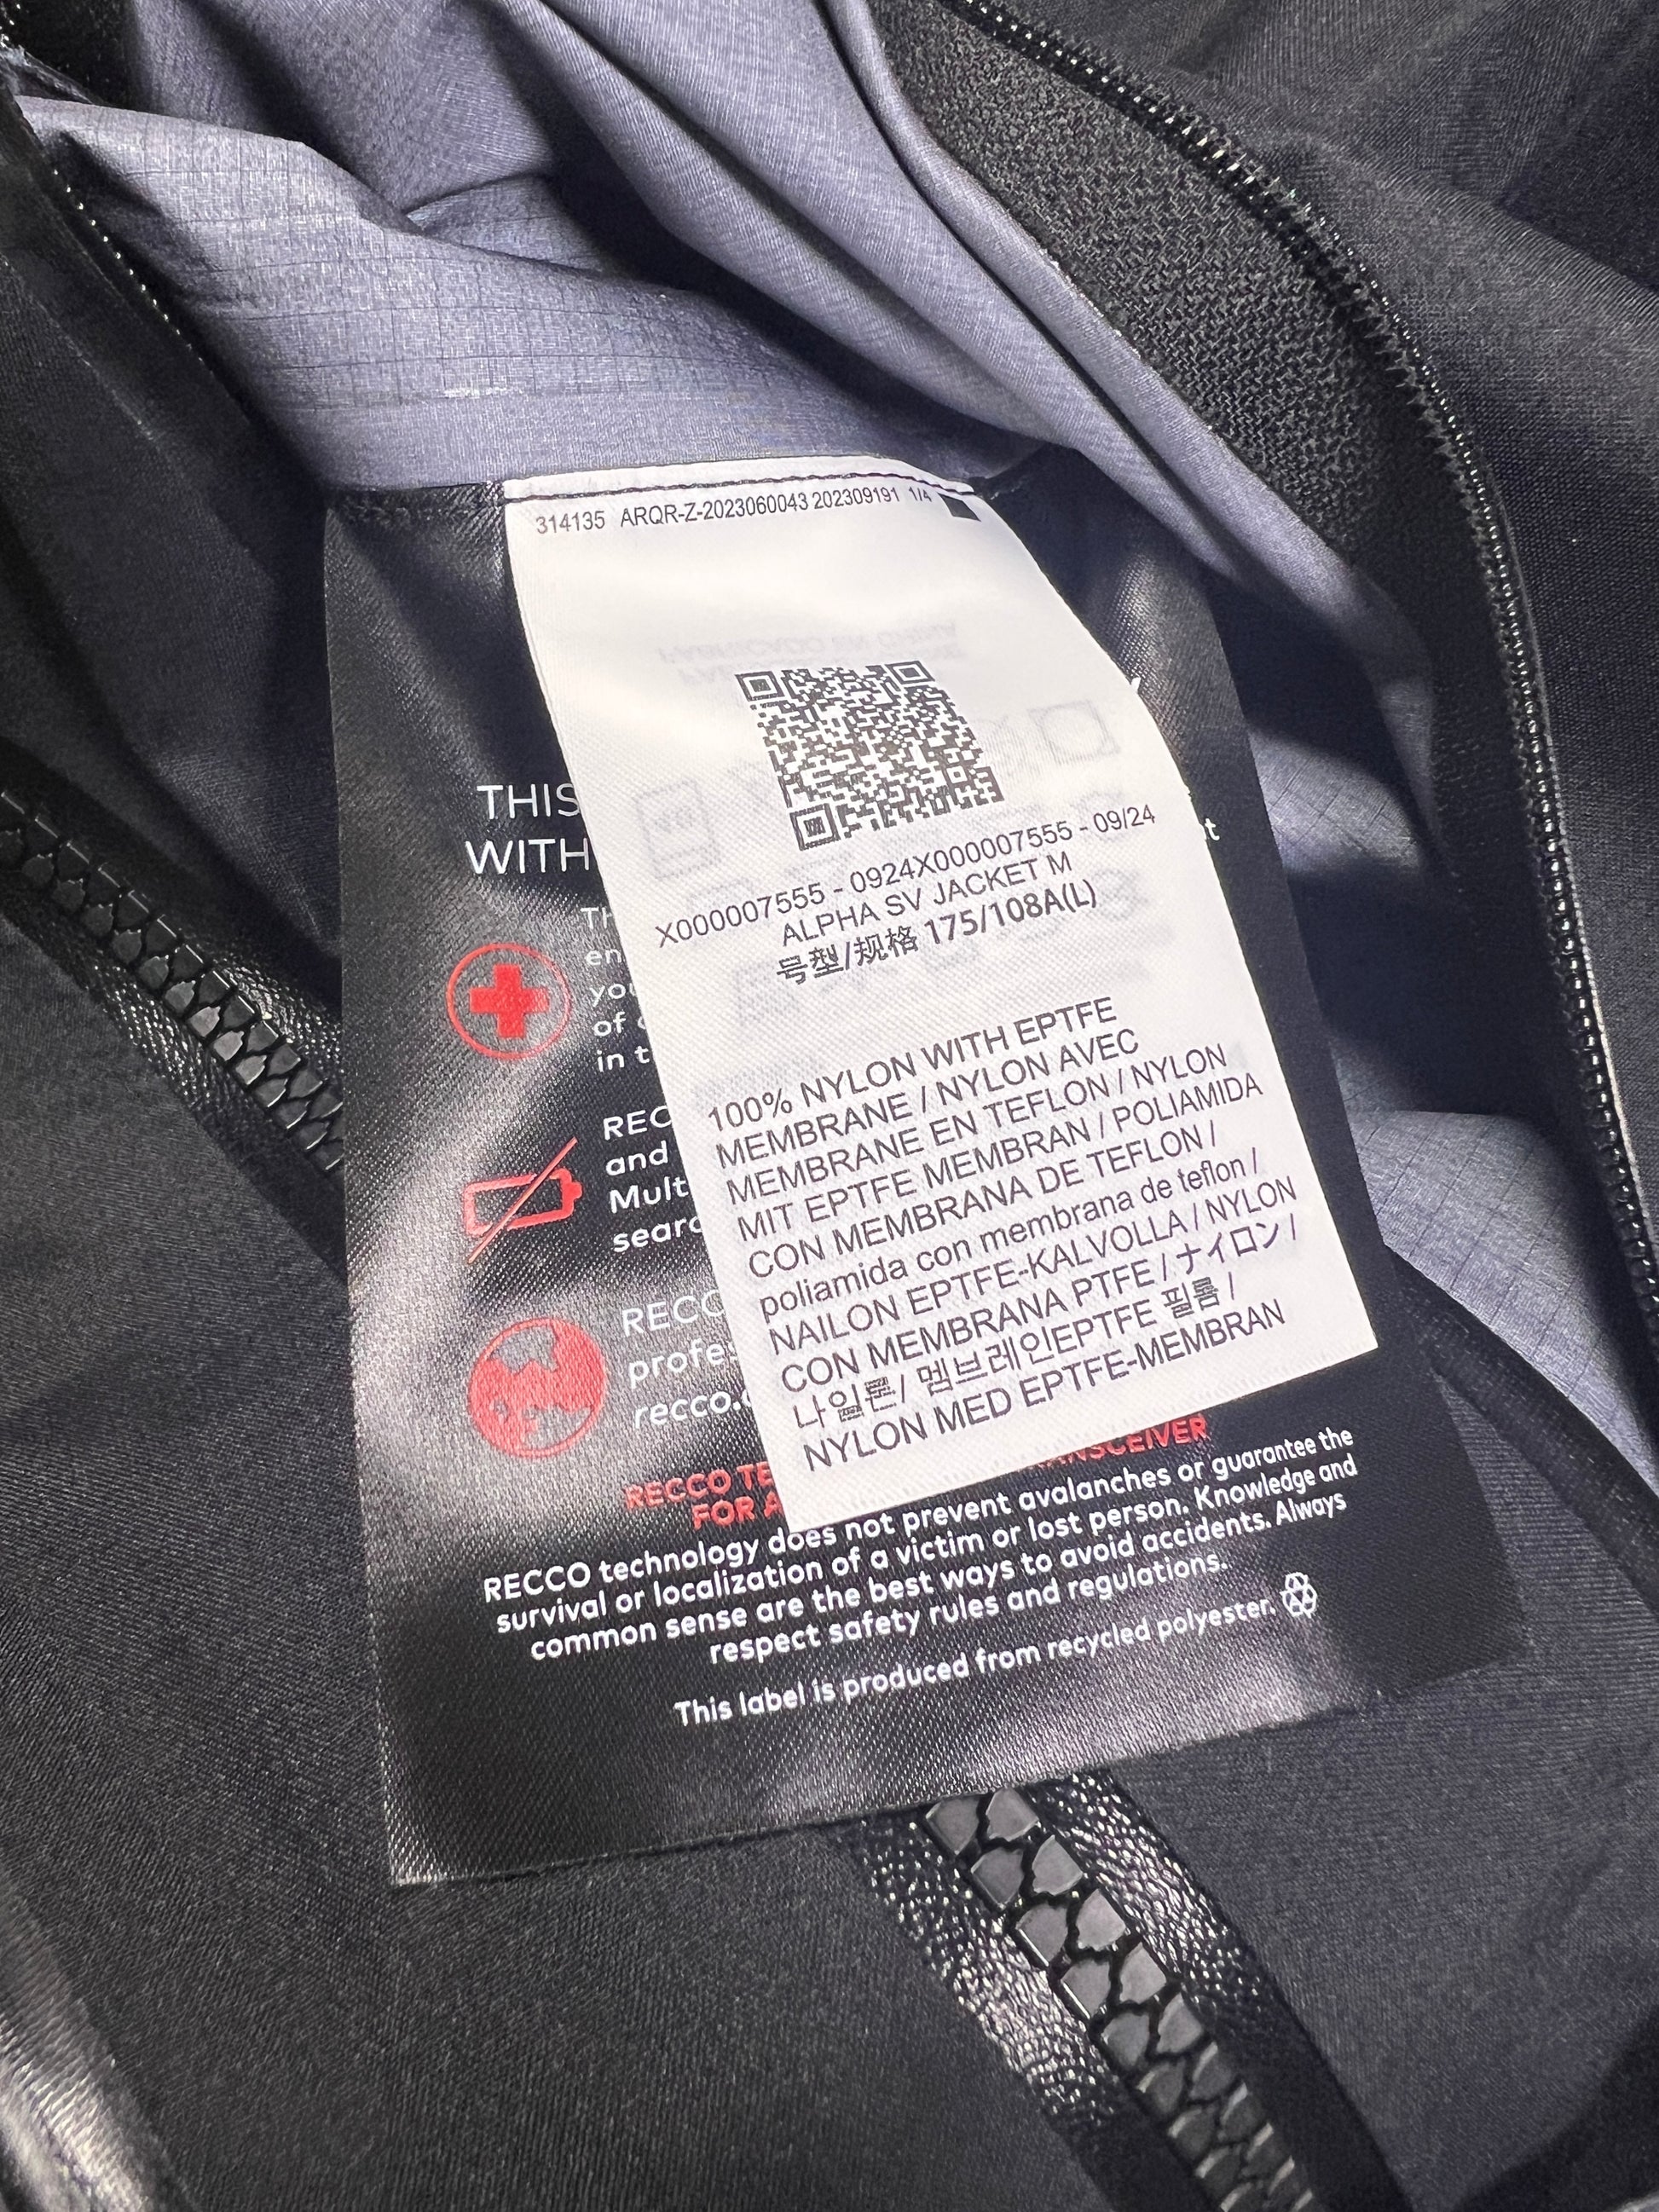 314135 ARQR-Z-2023060043 202309191 1/4
X000007555 - 0924X000007555 - 09/24
ALPHA SV JACKET M
号型/规格 175/108A(L)
100% NYLON WITH EPTFE
MEMBRANE / NYLON AVEC
MEMBRANE EN TEFLON / NYLON
MIT EPTFE MEMBRAN / POLIAMIDA
CON MEMBRANA DE TEFLON /
poliamida con membrana de teflon /
NAILON EPTFE-KALVOLLA / NYLON
CON MEMBRANA PTFE / ナイロン /
나일론/ 멤브레인EPTFE 필름 /
NYLON MED EPTFE-MEMBRAN
THIS
WITH
of
in
REC
and
Mult
searc
RECCO
profes
recco.
RECCO TE
FOR A
RECCO technology does not prevent avalanches or guarantee the
survival or localization of a victim or lost person. Knowledge and
common sense are the best ways to avoid accidents. Always
respect safety rules and regulations.
This label is produced from recycled polyester.